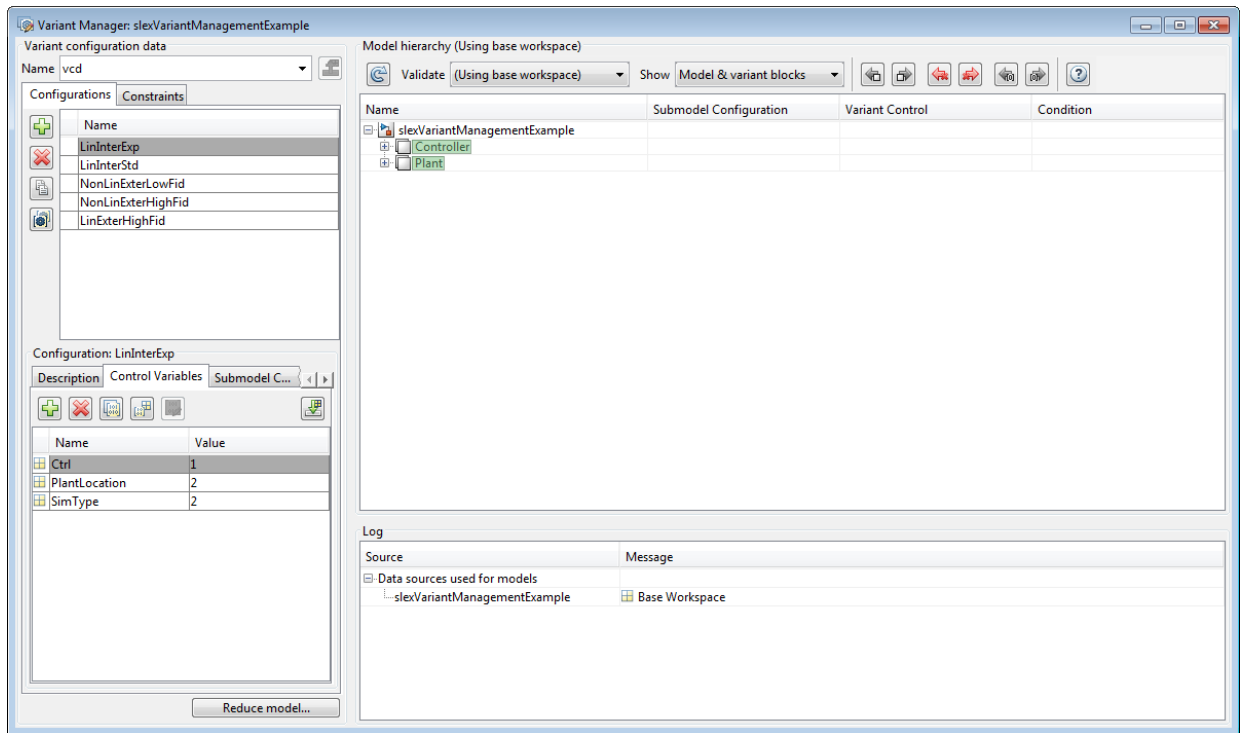 Variant Manager: slexVariantManagementExample
Variant configuration data
Name vcd
Configurations Constraints
Name
LinInterExp
LinInterStd
NonLinExterLowFid
NonLinExterHighFid
LinExterHighFid
Configuration: LinInterExp
Description Control Variables Submodel C...
Name Value
Ctrl 1
PlantLocation 2
SimType 2
Reduce model...
Model hierarchy (Using base workspace)
Validate (Using base workspace) Show Model & variant blocks
Name Submodel Configuration Variant Control Condition
slexVariantManagementExample
Controller
Plant
Log
Source Message
Data sources used for models
slexVariantManagementExample Base Workspace